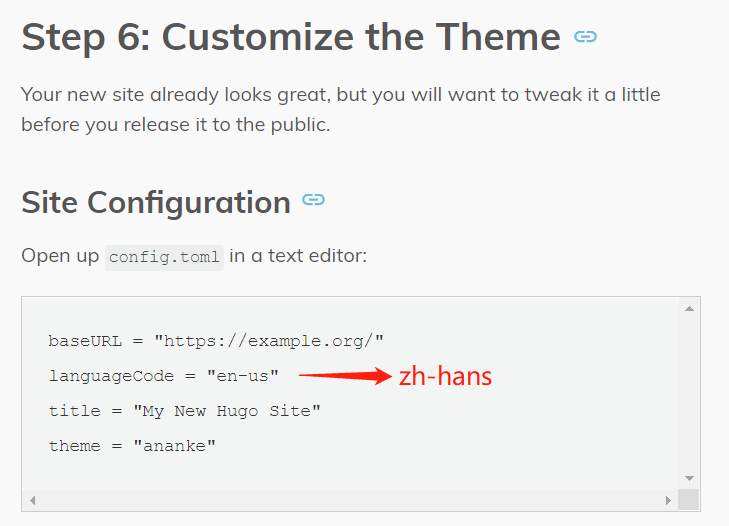 Step 6: Customize the Theme
Your new site already looks great, but you will want to tweak it a little
before you release it to the public.
Site Configuration
Open up config.toml in a text editor:
baseURL = "https://example.org/"
languageCode = "en-us" zh-hans
title = "My New Hugo Site"
theme = "ananke"